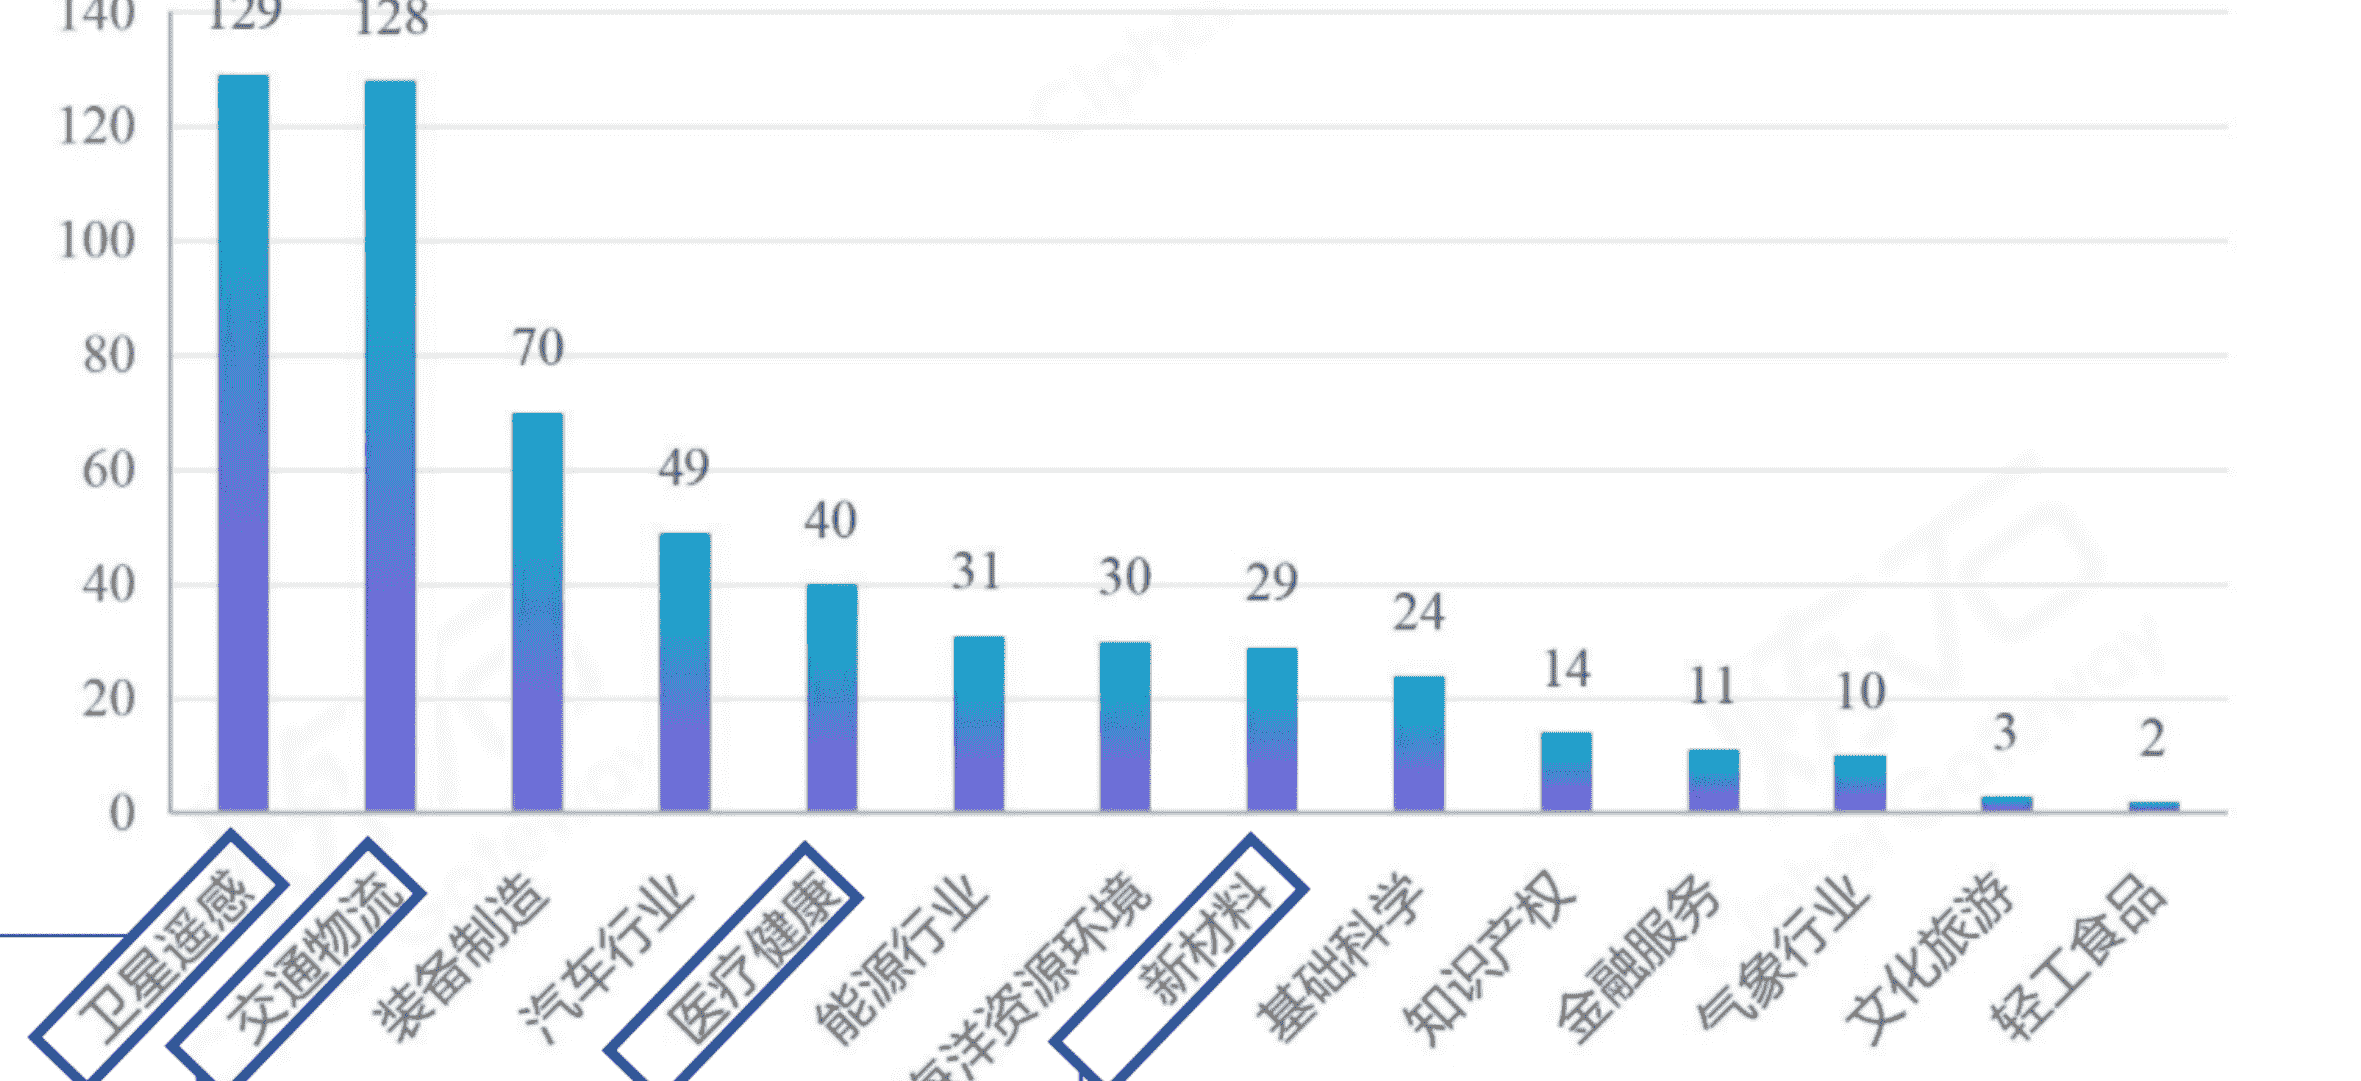 140
120
100
80
60
40
20
0
129
128
70
49
40
31
30
29
24
14
11
10
3
2
卫星遥感
交通物流
装备制造
汽车行业
医疗健康
能源行业
海洋资源环境
新材料
基础科学
知识产权
金融服务
气象行业
文化旅游
轻工食品